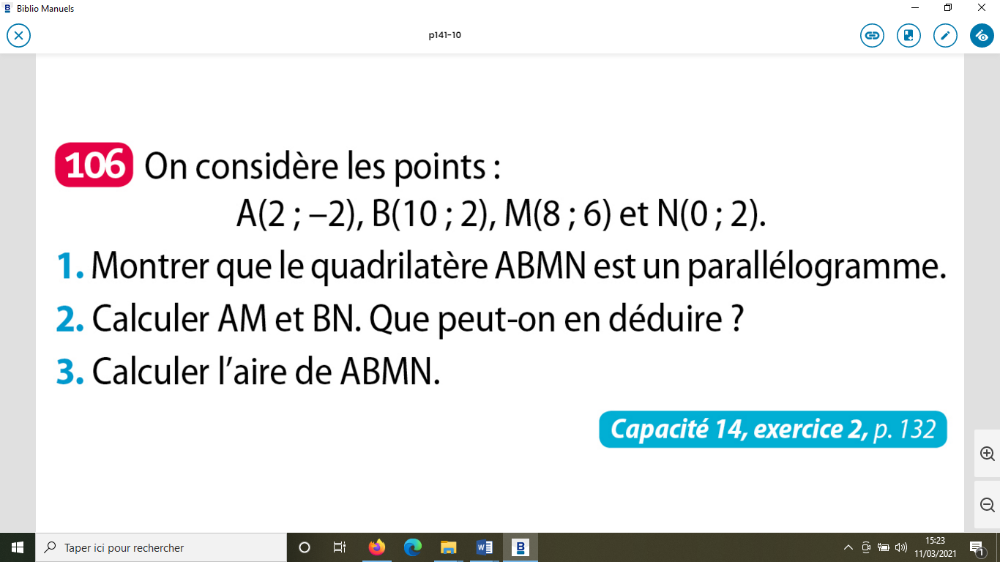 Biblio Manuels
p141-10
106 On considère les points :
A(2 ; –2), B(10 ; 2), M(8 ; 6) et N(0 ; 2).
1. Montrer que le quadrilatère ABMN est un parallélogramme.
2. Calculer AM et BN. Que peut-on en déduire ?
3. Calculer l’aire de ABMN.
Capacité 14, exercice 2, p. 132
Taper ici pour rechercher
15:23
11/03/2021
1